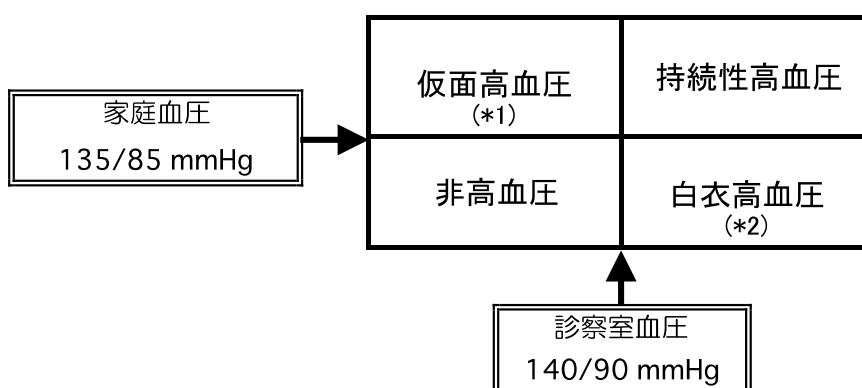 仮面高血圧
(*1)
持続性高血圧
家庭血圧
135/85 mmHg
非高血圧
白衣高血圧
(*2)
診察室血圧
140/90 mmHg